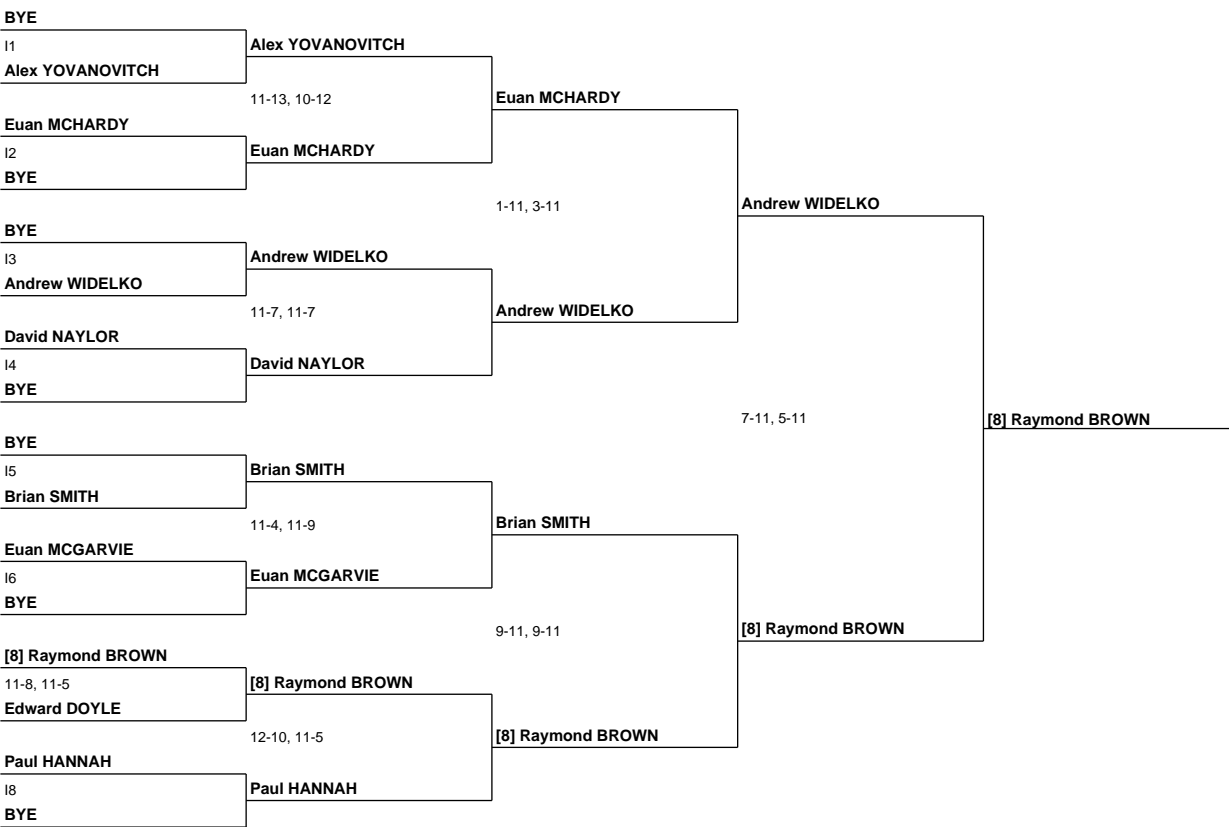 BYE
I1
Alex YOVANOVITCH
Alex YOVANOVITCH
11-13, 10-12
Euan MCHARDY
Euan MCHARDY
I2
Euan MCHARDY
BYE
1-11, 3-11
Andrew WIDELKO
BYE
I3
Andrew WIDELKO
Andrew WIDELKO
11-7, 11-7
Andrew WIDELKO
David NAYLOR
I4
David NAYLOR
BYE
7-11, 5-11
[8] Raymond BROWN
BYE
I5
Brian SMITH
Brian SMITH
11-4, 11-9
Brian SMITH
Euan MCGARVIE
I6
Euan MCGARVIE
BYE
9-11, 9-11
[8] Raymond BROWN
[8] Raymond BROWN
11-8, 11-5
[8] Raymond BROWN
Edward DOYLE
12-10, 11-5
[8] Raymond BROWN
Paul HANNAH
I8
Paul HANNAH
BYE